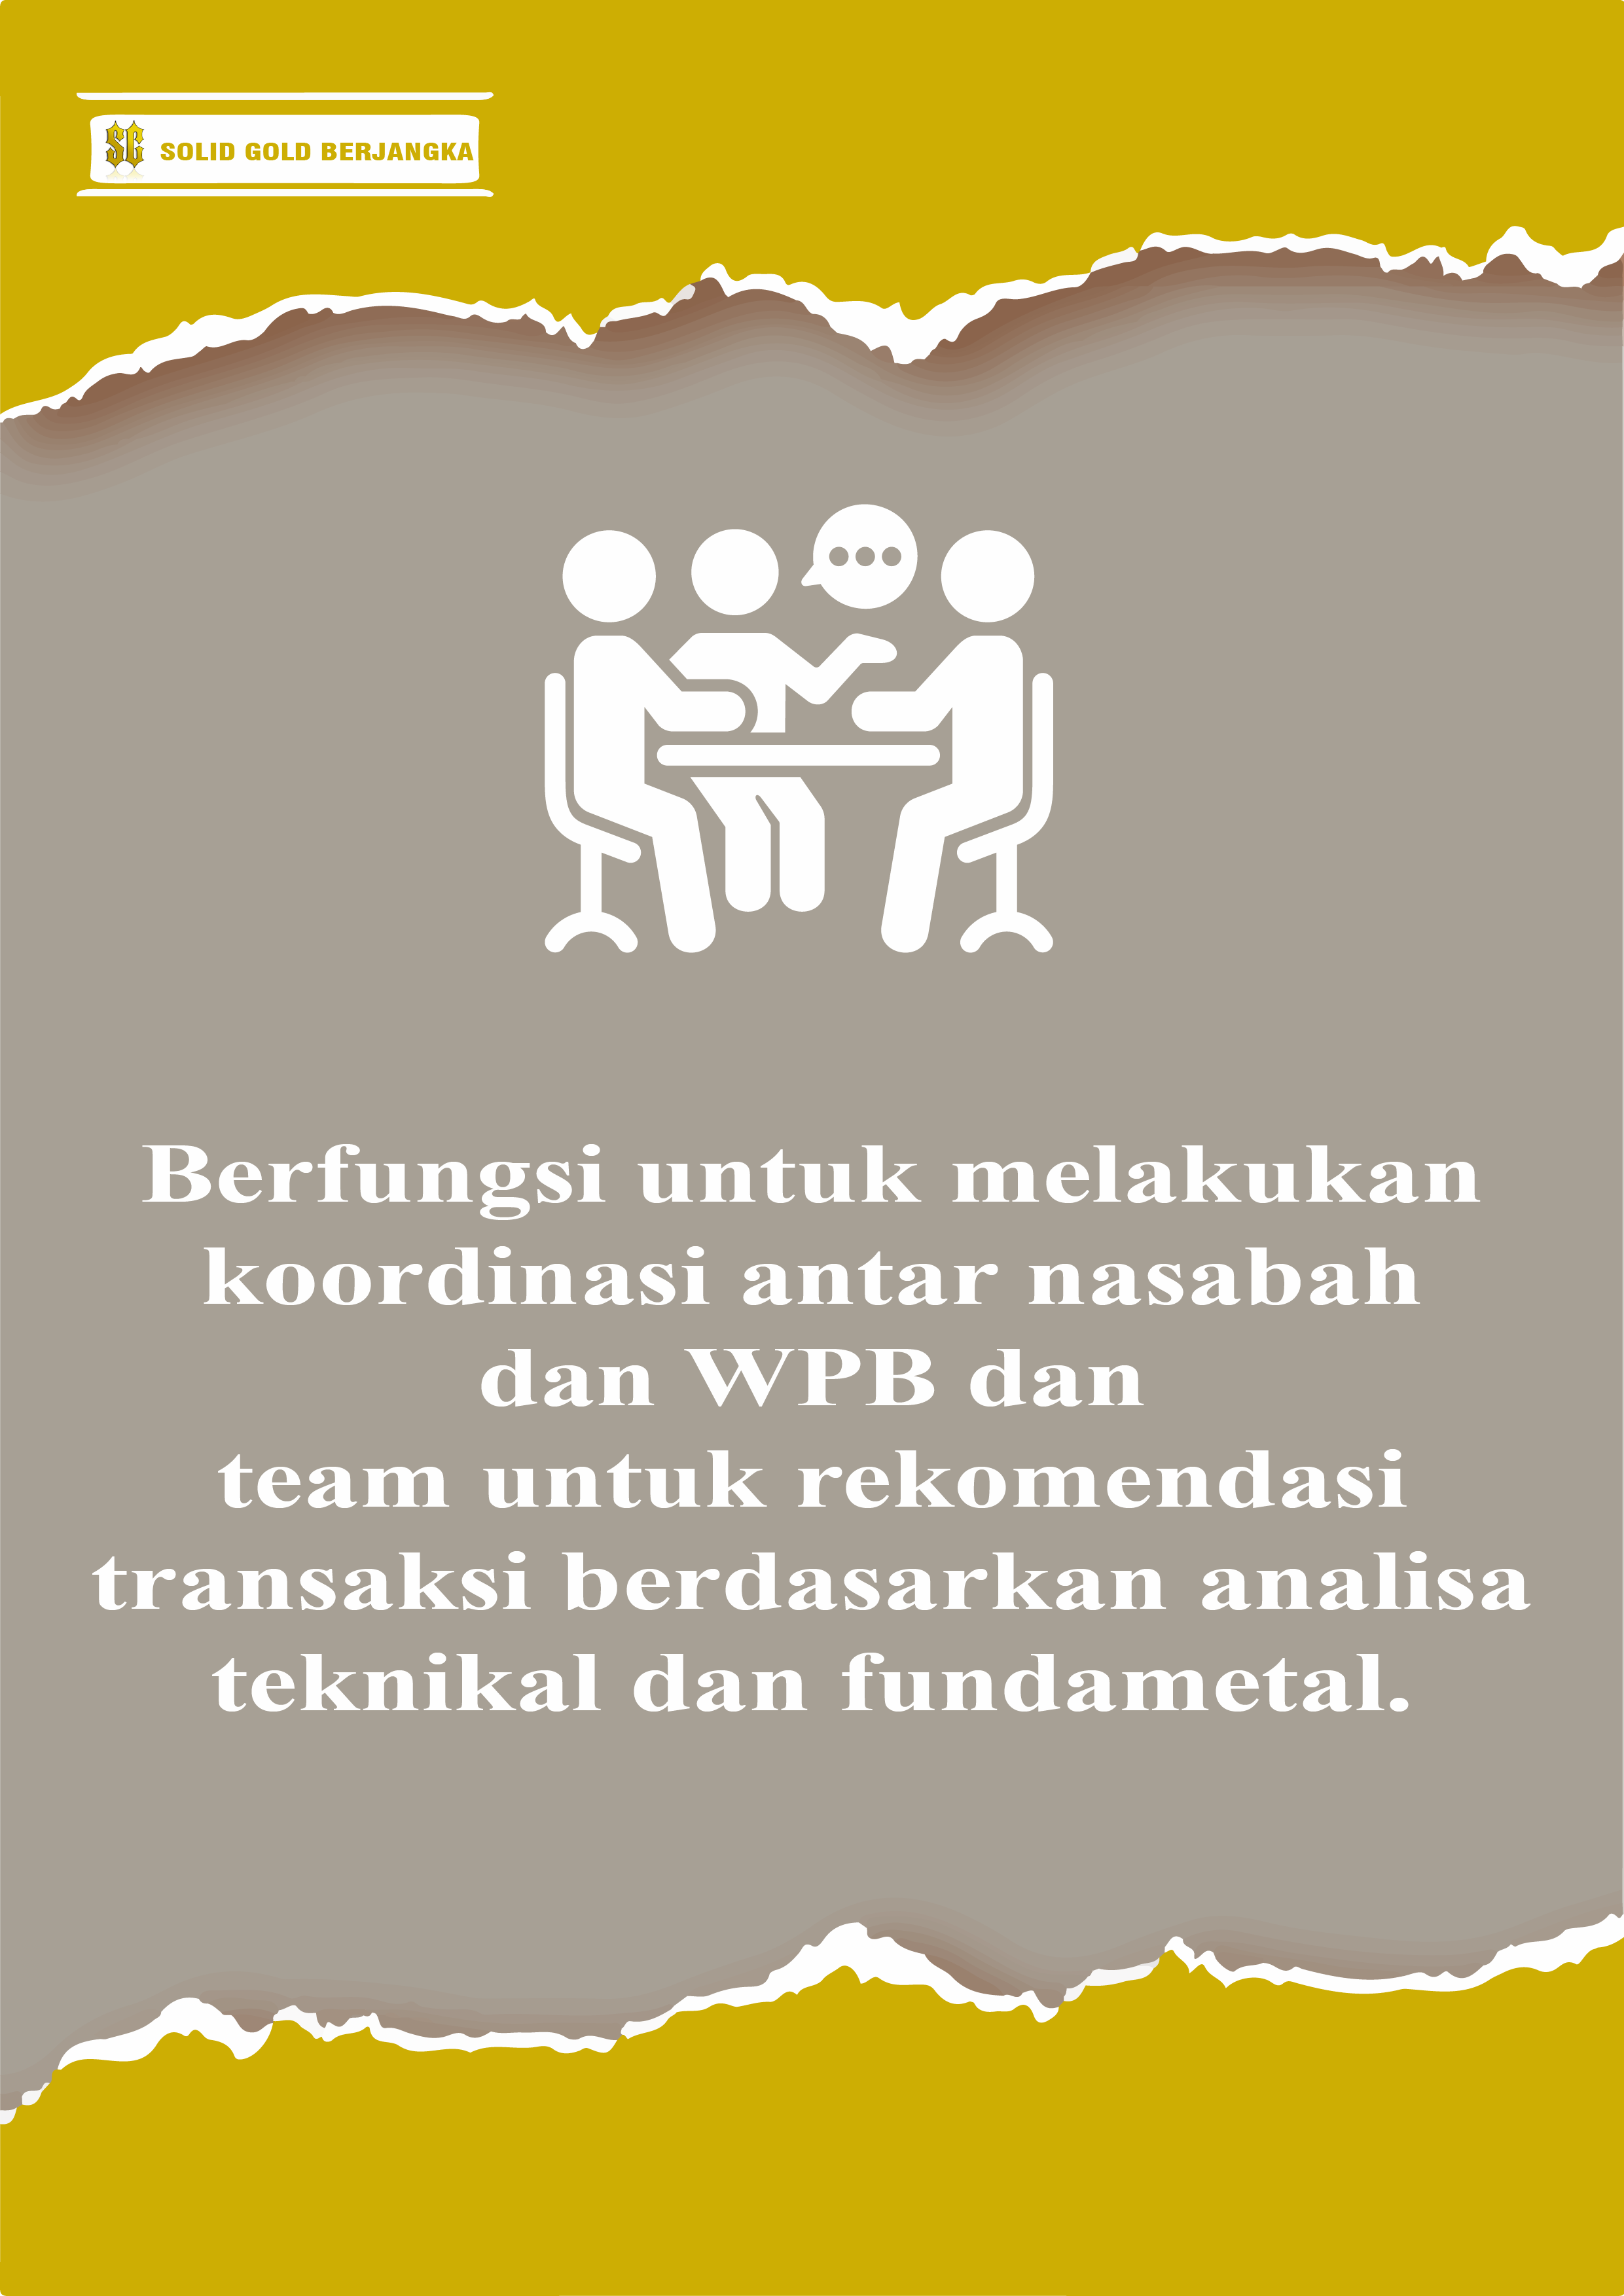 SG SOLID GOLD BERJANGKA
Berfungsi untuk melakukan
koordinasi antar nasabah
dan WPB dan
team untuk rekomendasi
transaksi berdasarkan analisa
teknikal dan fundametal.